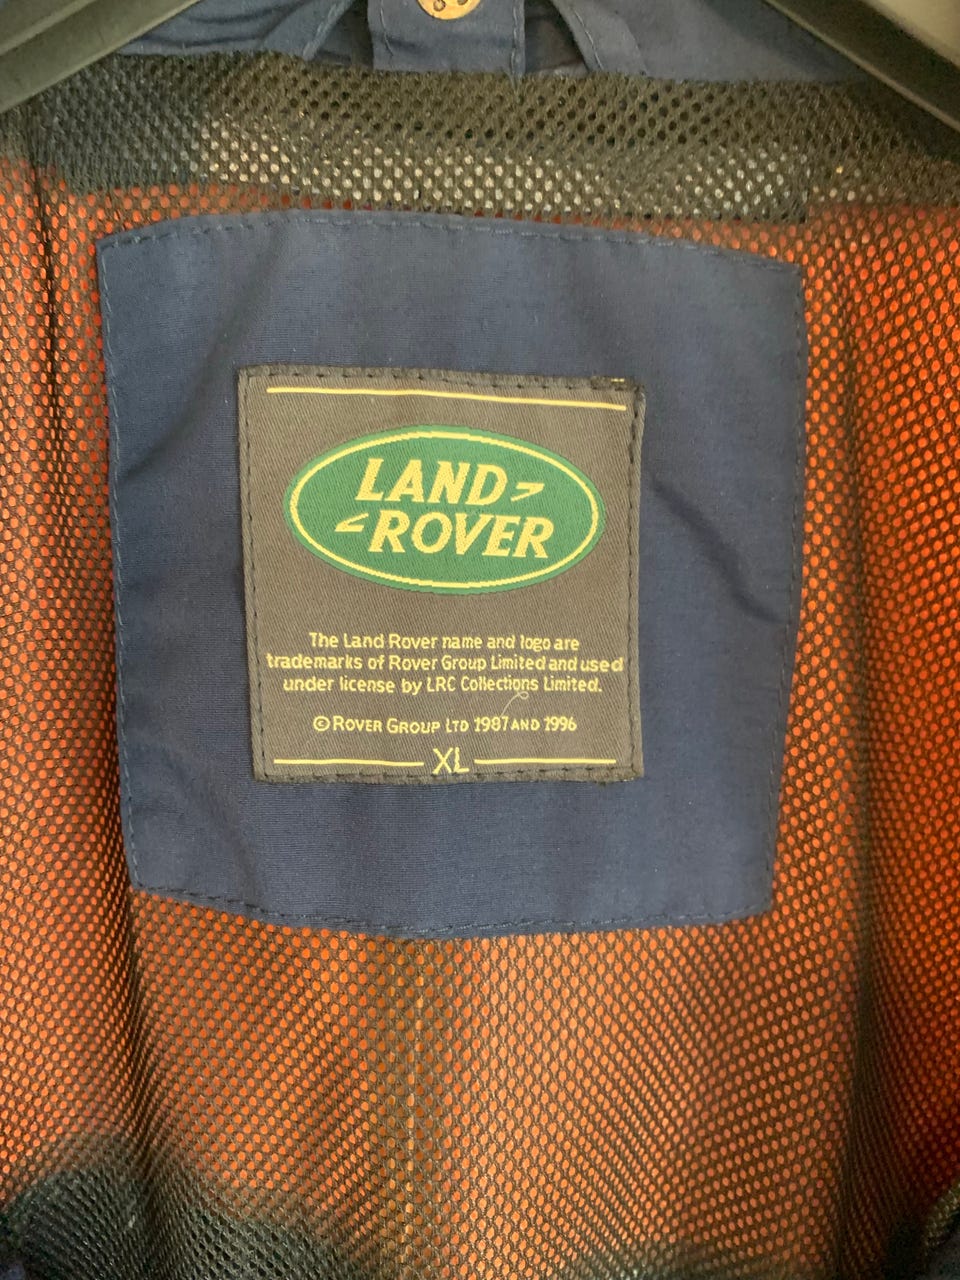 LAND
ROVER
The Land Rover name and logo are
trademarks of Rover Group Limited and used
under license by LRC Collections Limited.
© ROVER GROUP LTD 1987 AND 1996
XL